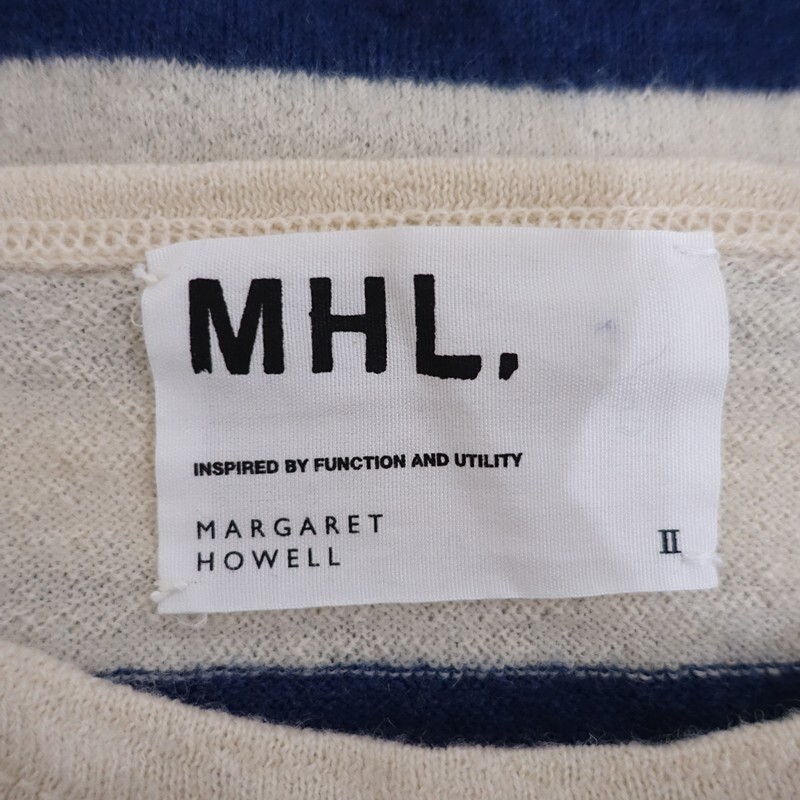 MHL.
INSPIRED BY FUNCTION AND UTILITY
MARGARET
HOWELL
II